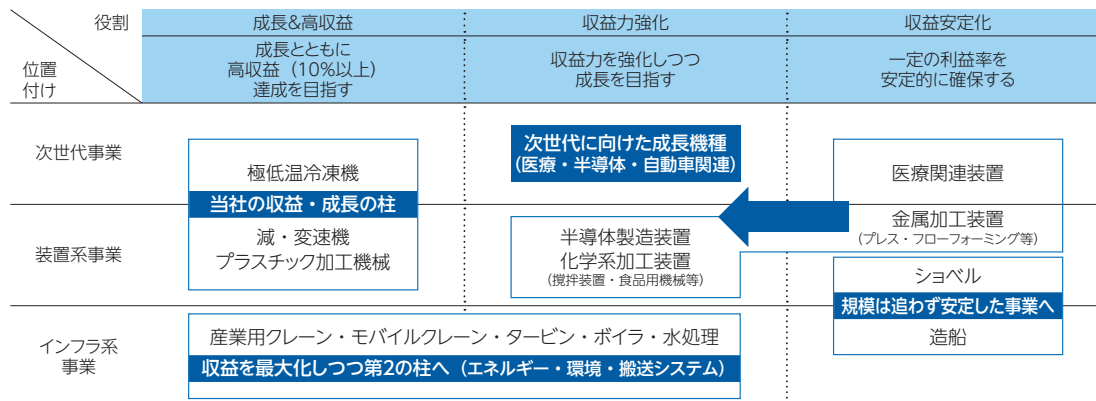 役割
位置
付け
成長&高収益
収益力強化
収益安定化
成長とともに
高収益（10%以上）
達成を目指す
収益力を強化しつつ
成長を目指す
一定の利益率を
安定的に確保する
次世代事業
極低温冷凍機
次世代に向けた成長機種
（医療・半導体・自動車関連）
医療関連装置
当社の収益・成長の柱
装置系事業
減・変速機
プラスチック加工機械
半導体製造装置
化学系加工装置
（撹拌装置・食品用機械等）
金属加工装置
（プレス・フローフォーミング等）
ショベル
規模は追わず安定した事業へ
造船
インフラ系
事業
産業用クレーン・モバイルクレーン・タービン・ボイラ・水処理
収益を最大化しつつ第2の柱へ（エネルギー・環境・搬送システム）